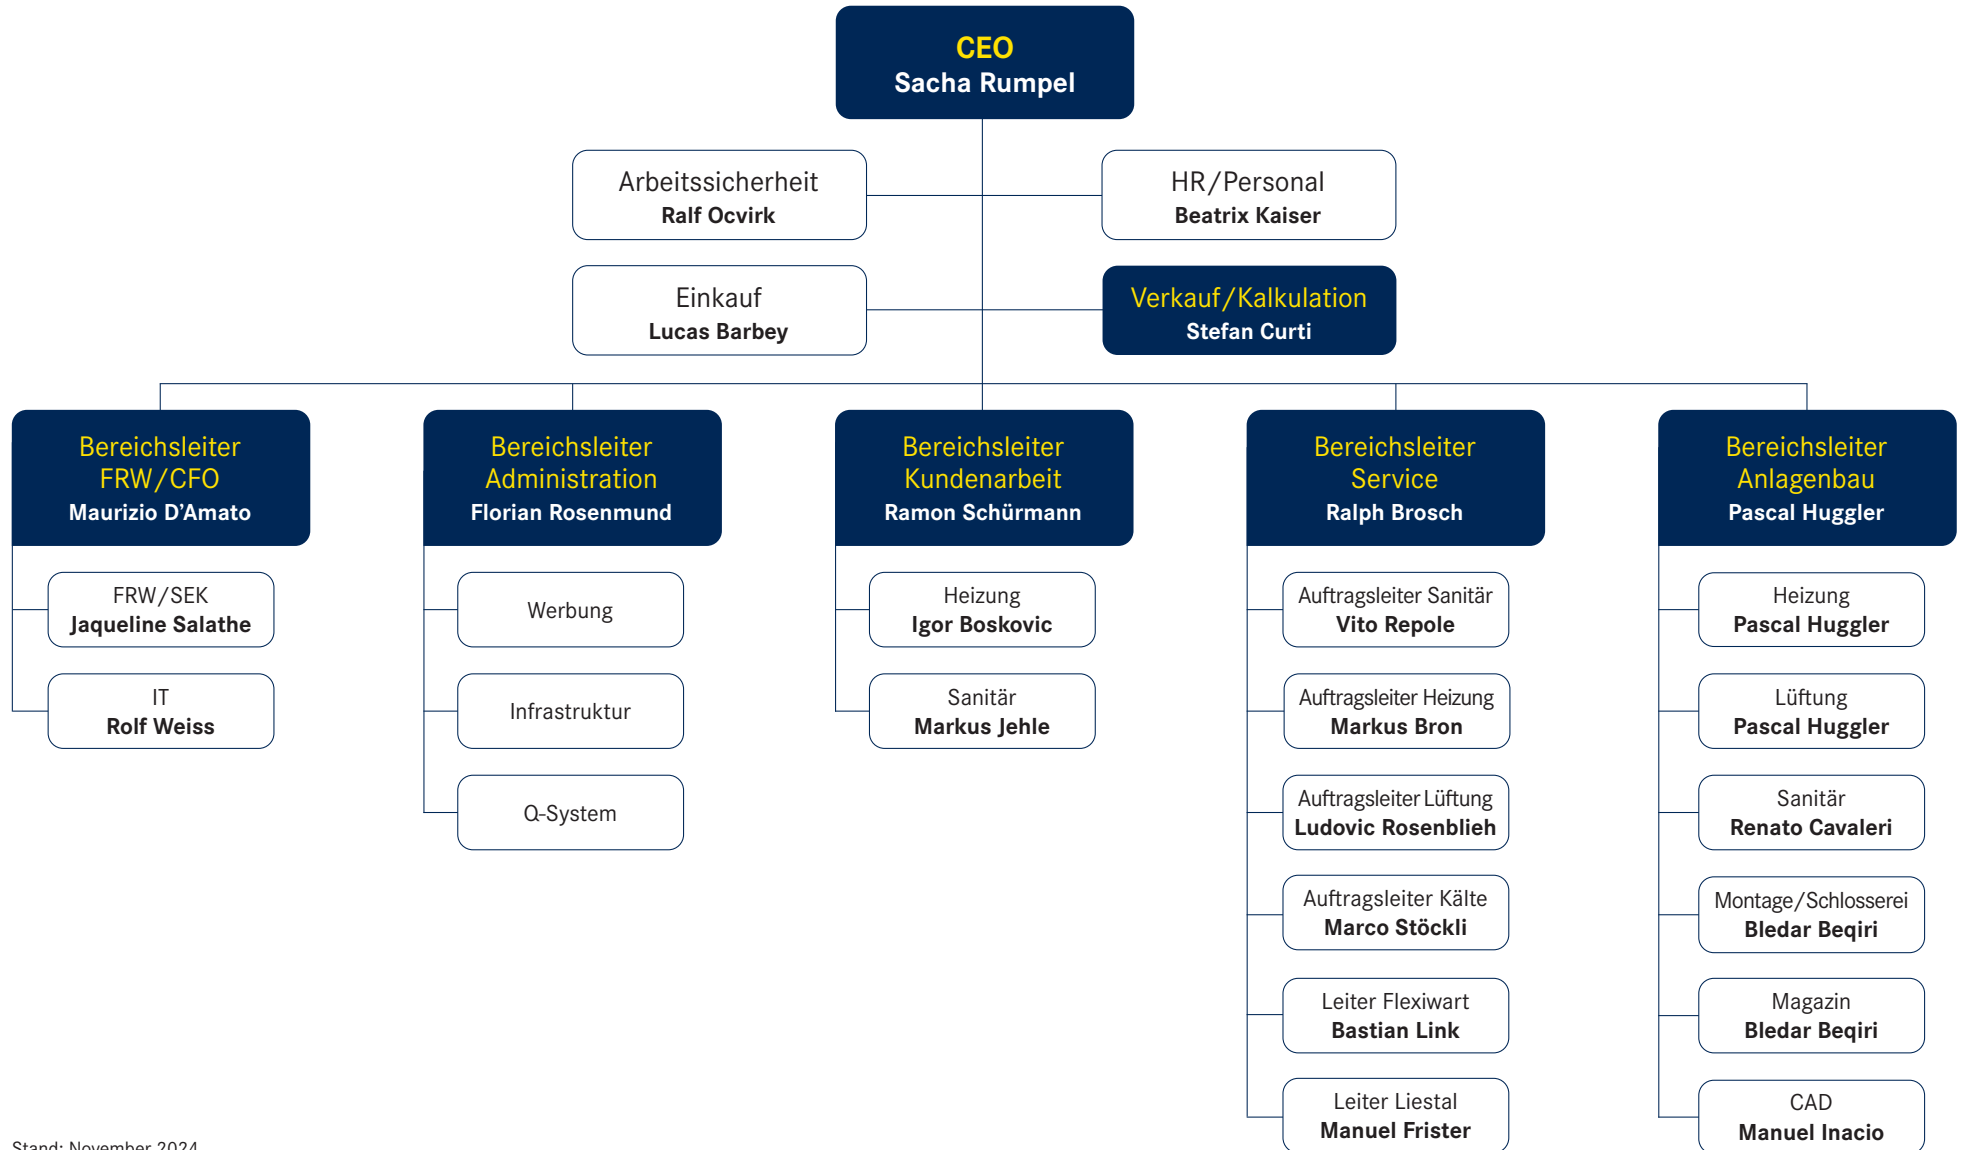 CEO
Sacha Rumpel
Arbeitssicherheit
Ralf Ocvirk
HR/Personal
Beatrix Kaiser
Einkauf
Lucas Barbey
Verkauf/Kalkulation
Stefan Curti
Bereichsleiter
FRW/CFO
Maurizio D’Amato
FRW/SEK
Jaqueline Salathe
IT
Rolf Weiss
Bereichsleiter
Administration
Florian Rosenmund
Werbung
Infrastruktur
Q-System
Bereichsleiter
Kundenarbeit
Ramon Schürmann
Heizung
Igor Boskovic
Sanitär
Markus Jehle
Bereichsleiter
Service
Ralph Brosch
Auftragsleiter Sanitär
Vito Repole
Auftragsleiter Heizung
Markus Bron
Auftragsleiter Lüftung
Ludovic Rosenblieh
Auftragsleiter Kälte
Marco Stöckli
Leiter Flexiwart
Bastian Link
Leiter Liestal
Manuel Frister
Bereichsleiter
Anlagenbau
Pascal Huggler
Heizung
Pascal Huggler
Lüftung
Pascal Huggler
Sanitär
Renato Cavaleri
Montage/Schlosserei
Bledar Beqiri
Magazin
Bledar Beqiri
CAD
Manuel Inacio
Stand: November 2024